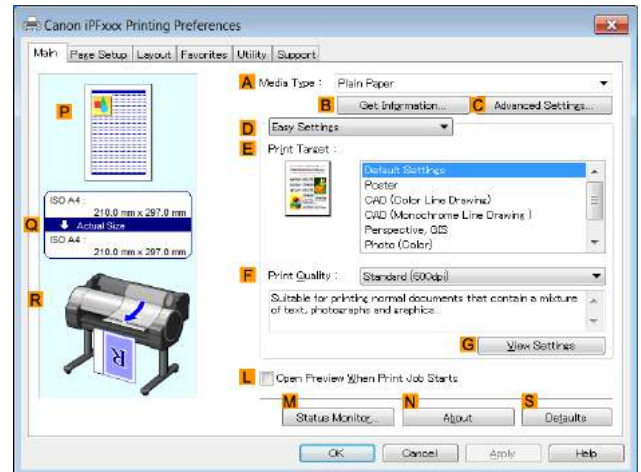 Canon iPFxxx Printing Preferences
Main Page Setup Layout Favorites Utility Support
A Media Type : Plain Paper
B Get Information... C Advanced Settings...
D Easy Settings
E Print Target :
Default Settings
Poster
CAD (Color Line Drawing)
CAD (Monochrome Line Drawing )
Perspective, GIS
Photo (Color)
F Print Quality : Standard (600dpi)
Suitable for printing normal documents that contain a mixture
of text, photographs and graphics.
G View Settings
L Open Preview When Print Job Starts
M Status Monitor... N About S Defaults
P
Q ISO A4 :
210.0 mm x 297.0 mm
Actual Size
ISO A4 :
210.0 mm x 297.0 mm
R
R
OK Cancel Apply Help